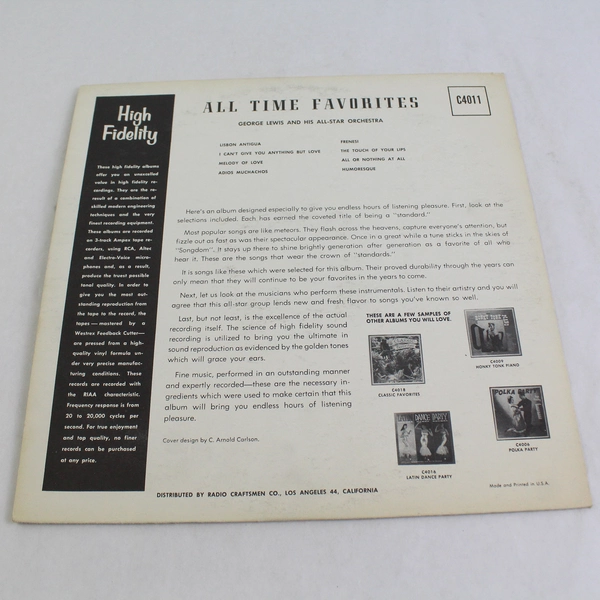 High
Fidelity
These high fidelity albums
offer you an unexcelled
value in high fidelity re-
cordings. They are the re-
sult of a combination of
skilled modern engineering
techniques and the very
finest recording equipment.
These albums are recorded
on 3-track Ampex tape re-
corders, using RCA, Altec
and Electro-Voice micro-
phones and, as a result,
produce the truest possible
tonal quality. In order to
give you the most out-
standing reproduction from
the tape to the record, the
tapes — mastered by a
Westrex Feedback Cutter—
are pressed from a high-
quality vinyl formula un-
der very precise manufac-
turing conditions. These
records are recorded with
the RIAA characteristic.
Frequency response is from
20 to 20,000 cycles per
second. For true enjoyment
and top quality, no finer
records can be purchased
at any price.
ALL TIME FAVORITES
C4011
GEORGE LEWIS AND HIS ALL-STAR ORCHESTRA
LISBON ANTIGUA
I CAN'T GIVE YOU ANYTHING BUT LOVE
MELODY OF LOVE
ADIOS MUCHACHOS
FRENESI
THE TOUCH OF YOUR LIPS
ALL OR NOTHING AT ALL
HUMORESQUE
Here's an album designed especially to give you endless hours of listening pleasure. First, look at the
selections included. Each has earned the coveted title of being a "standard."
Most popular songs are like meteors. They flash across the heavens, capture everyone's attention, but
fizzle out as fast as was their spectacular appearance. Once in a great while a tune sticks in the skies of
"Songdom". It stays up there to shine brightly generation after generation as a favorite of all who
hear it. These are the songs that wear the crown of "standards."
It is songs like these which were selected for this album. Their proved durability through the years can
only mean that they will continue to be your favorites in the years to come.
Next, let us look at the musicians who perform these instrumentals. Listen to their artistry and you will
agree that this all-star group lends new and fresh flavor to songs you've known so well.
Last, but not least, is the excellence of the actual
recording itself. The science of high fidelity sound
recording is utilized to bring you the ultimate in
sound reproduction as evidenced by the golden tones
which will grace your ears.
Fine music, performed in an outstanding manner
and expertly recorded—these are the necessary in-
gredients which were used to make certain that this
album will bring you endless hours of listening
pleasure.
Cover design by C. Arnold Carlson.
THESE ARE A FEW SAMPLES OF
OTHER ALBUMS YOU WILL LOVE.
C4018
CLASSIC FAVORITES
HONKY TONK PIANO
C4009
HONKY TONK PIANO
DANCE PARTY
C4016
LATIN DANCE PARTY
POLKA PARTY
C4006
POLKA PARTY
DISTRIBUTED BY RADIO CRAFTSMEN CO., LOS ANGELES 44, CALIFORNIA
Made and Printed in U.S.A.